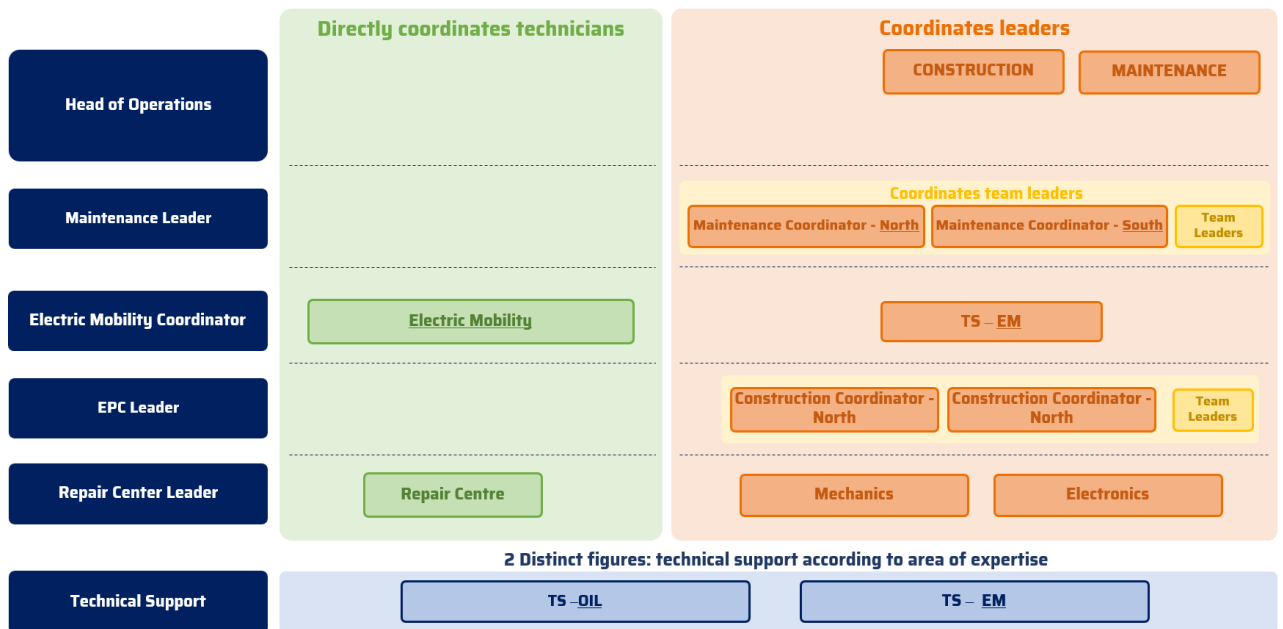 Directly coordinates technicians
Coordinates leaders
Head of Operations
CONSTRUCTION
MAINTENANCE
Maintenance Leader
Coordinates team leaders
Maintenance Coordinator - North
Maintenance Coordinator - South
Team
Leaders
Electric Mobility Coordinator
Electric Mobility
TS – EM
EPC Leader
Construction Coordinator -
North
Construction Coordinator -
North
Team
Leaders
Repair Center Leader
Repair Centre
Mechanics
Electronics
2 Distinct figures: technical support according to area of expertise
Technical Support
TS –OIL
TS – EM